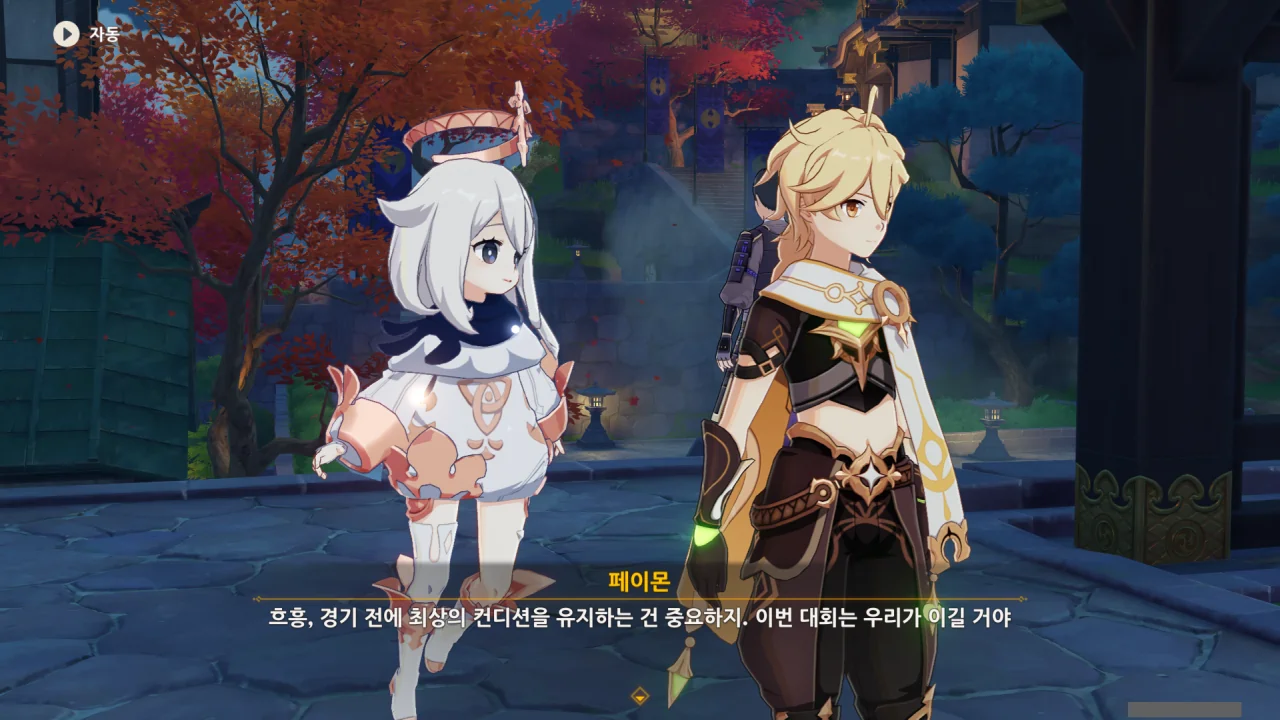 자동
페이몬
흐흥, 경기 전에 최상의 컨디션을 유지하는 건 중요하지. 이번 대회는 우리가 이길 거야